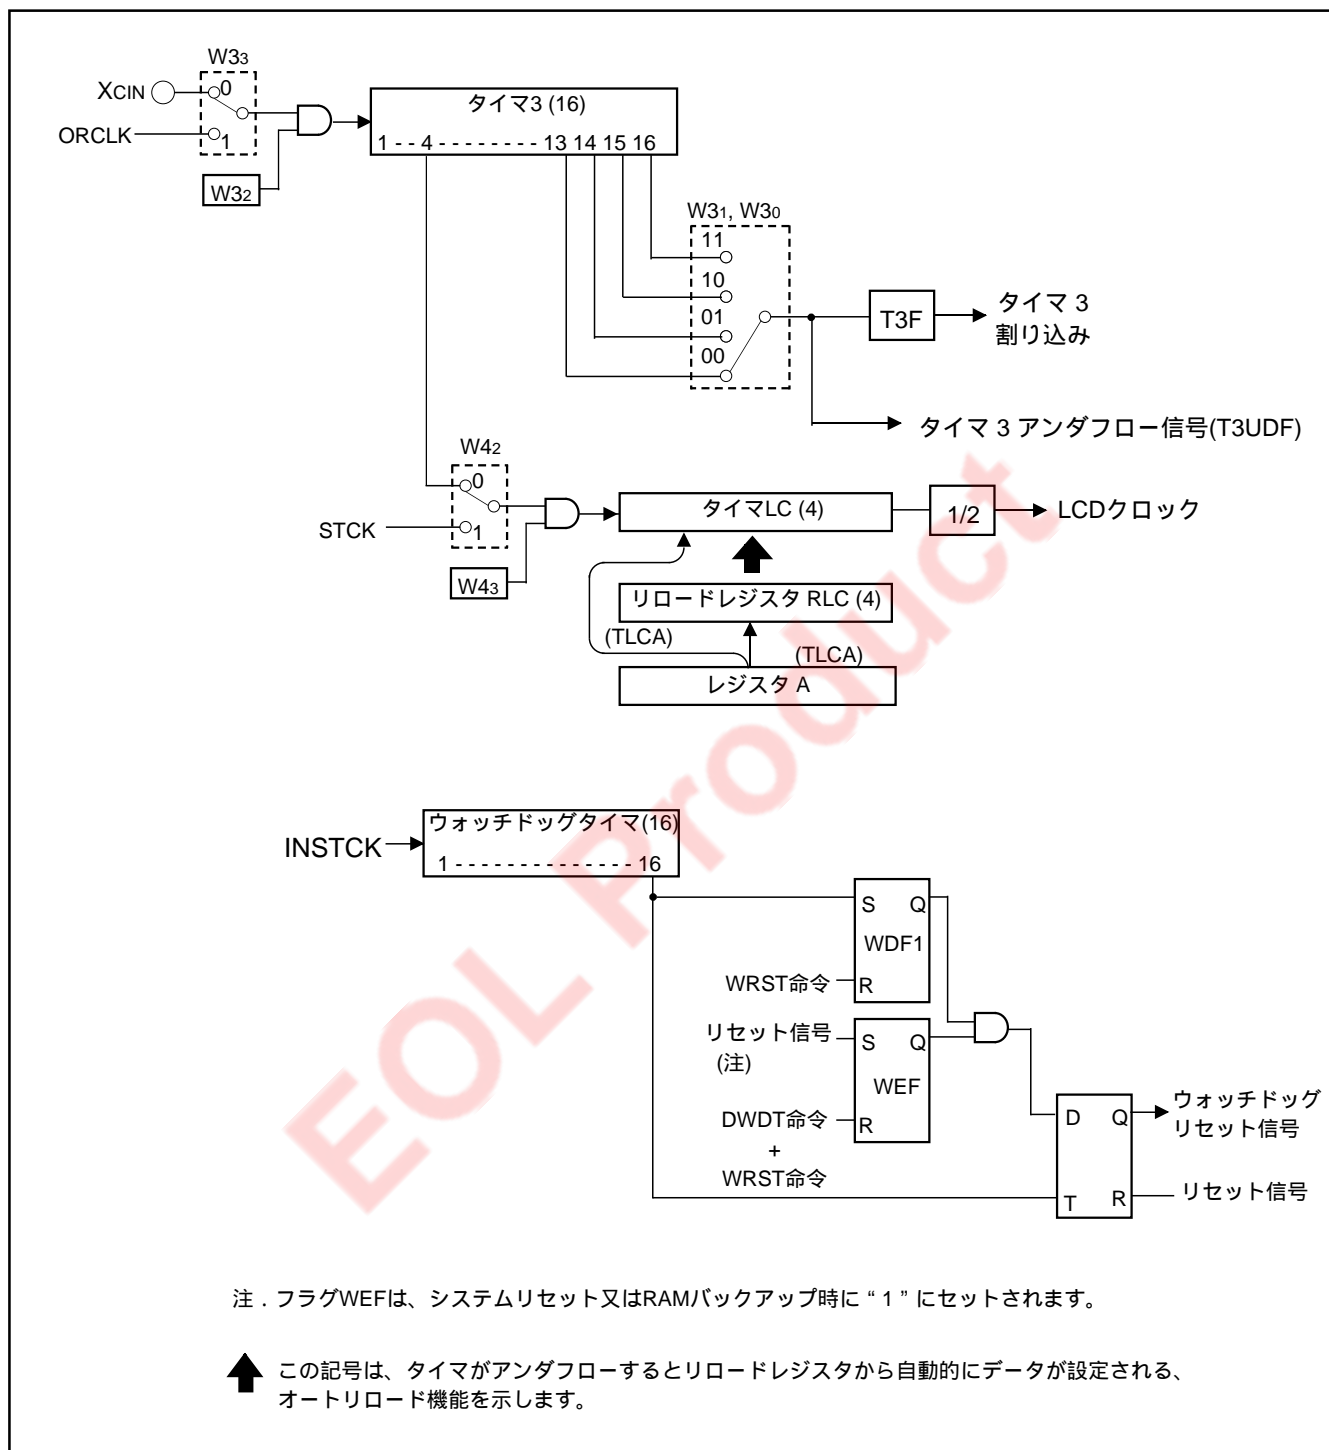 W33
XCIN
0
ORCLK
1
W32
タイマ3 (16)
1 - - 4 - - - - - - - - 13 14 15 16
W31, W30
11
10
01
00
T3F
タイマ 3
割り込み
タイマ 3 アンダフロー信号(T3UDF)
W42
0
STCK
1
W43
タイマLC (4)
1/2
LCDクロック
リロードレジスタ RLC (4)
(TLCA)
(TLCA)
レジスタ A
INSTCK
ウォッチドッグタイマ(16)
1 - - - - - - - - - - - - - - 16
S Q
WDF1
WRST命令
R
リセット信号
(注)
S Q
WEF
DWDT命令
+
WRST命令
R
D Q
T R
ウォッチドッグ
リセット信号
リセット信号
注．フラグWEFは、システムリセット又はRAMバックアップ時に“ 1 ”にセットされます。
この記号は、タイマがアンダフローするとリロードレジスタから自動的にデータが設定される、
オートリロード機能を示します。
EOL Product